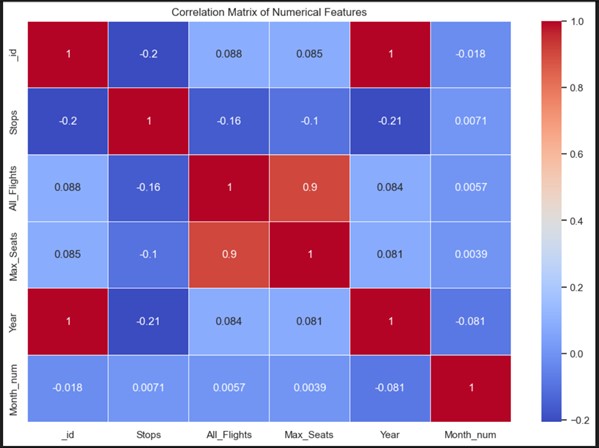 Correlation Matrix of Numerical Features
_id 1 -0.2 0.088 0.085 1 -0.018
Stops -0.2 1 -0.16 -0.1 -0.21 0.0071
All_Flights 0.088 -0.16 1 0.9 0.084 0.0057
Max_Seats 0.085 -0.1 0.9 1 0.081 0.0039
Year 1 -0.21 0.084 0.081 1 -0.081
Month_num -0.018 0.0071 0.0057 0.0039 -0.081 1
_id Stops All_Flights Max_Seats Year Month_num
1.0
0.8
0.6
0.4
0.2
0.0
-0.2